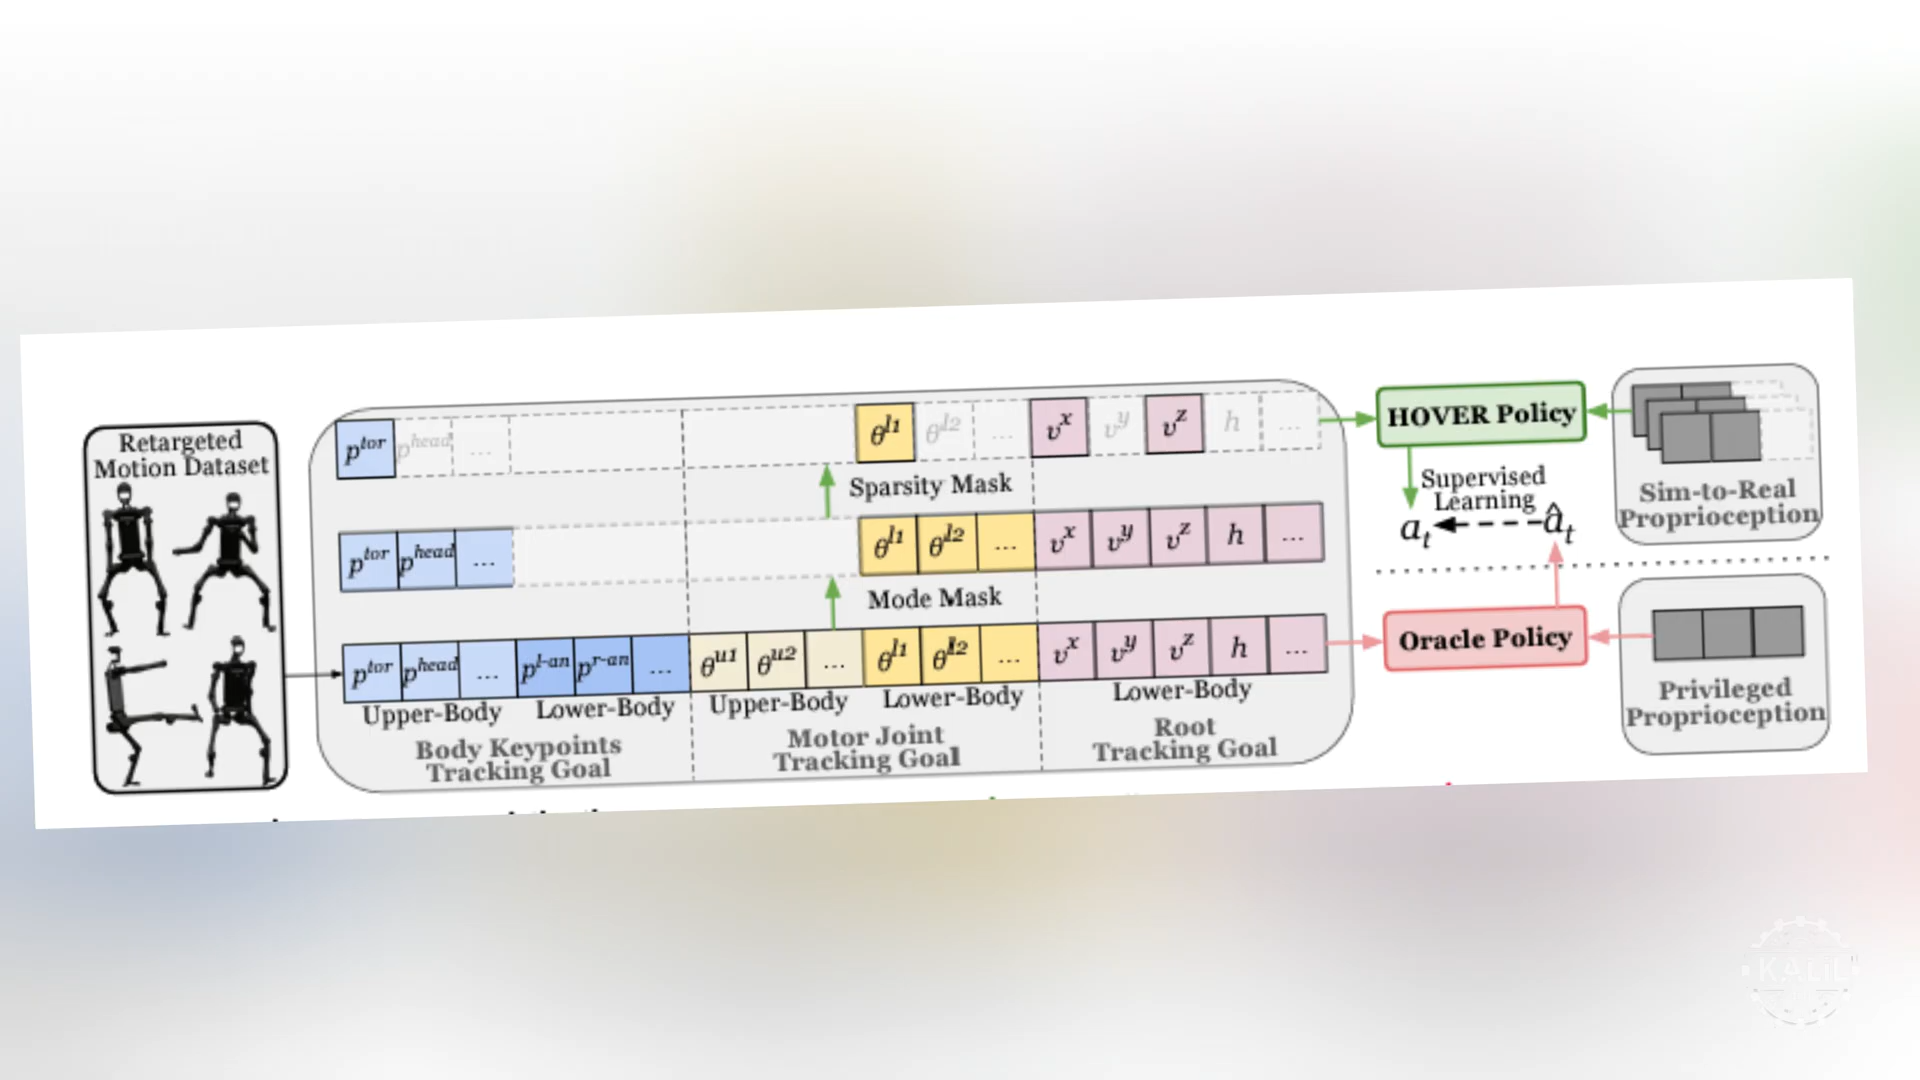 Retargeted
Motion Dataset
p^tor p^head ... θ^l1 θ^l2 ... v^x v^y v^z h ...
Sparsity Mask
p^tor p^head ... θ^l1 θ^l2 ... v^x v^y v^z h ...
Mode Mask
p^tor p^head ... p^l-an p^r-an ... θ^u1 θ^u2 ... θ^l1 θ^l2 ... v^x v^y v^z h ...
Upper-Body Lower-Body Upper-Body Lower-Body Lower-Body
Body Keypoints
Tracking Goal
Motor Joint
Tracking Goal
Root
Tracking Goal
HOVER Policy
Supervised
Learning
a_t â_t
Oracle Policy
Sim-to-Real
Proprioception
Privileged
Proprioception
KALIL